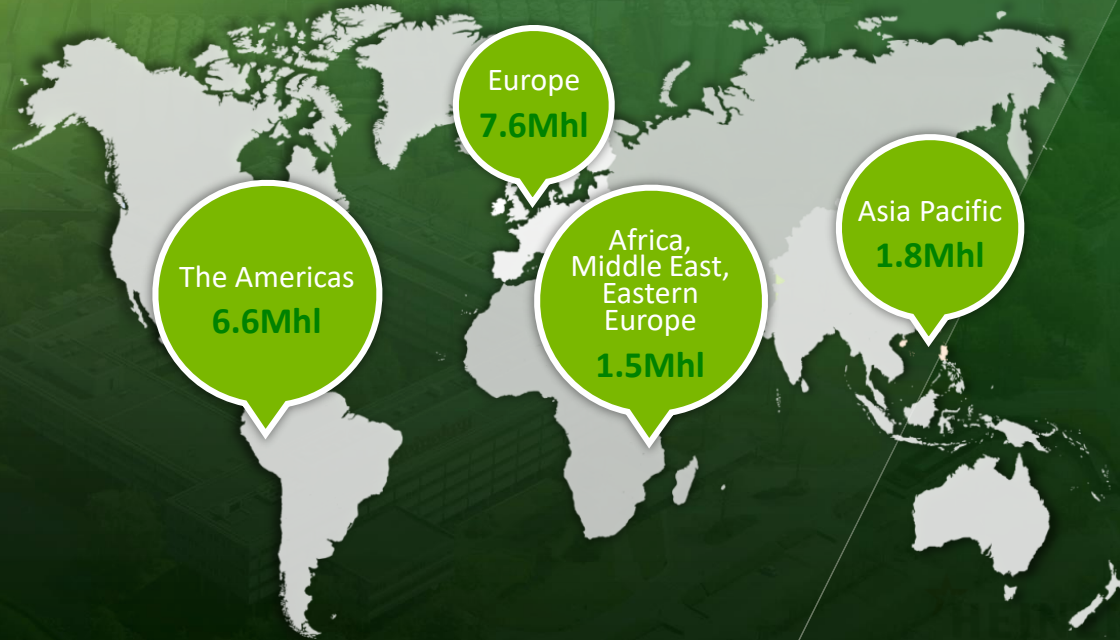 Europe
7.6Mhl
The Americas
6.6Mhl
Africa,
Middle East,
Eastern
Europe
1.5Mhl
Asia Pacific
1.8Mhl